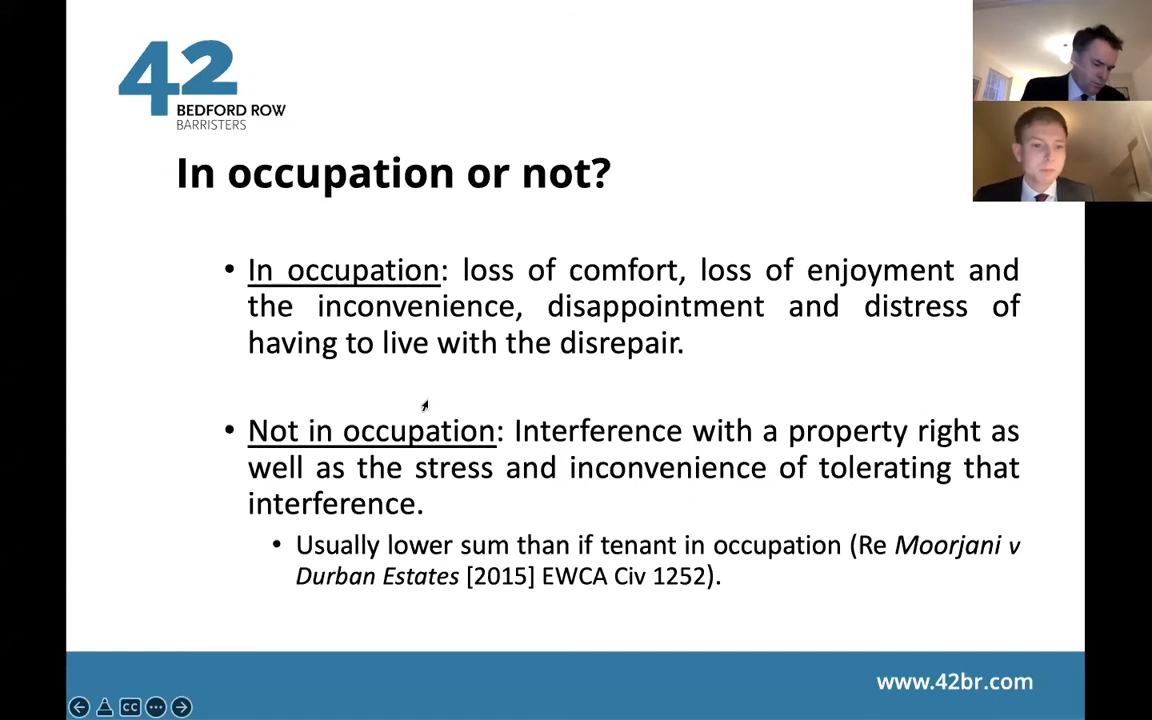 42
BEDFORD ROW
BARRISTERS
In occupation or not?
• In occupation: loss of comfort, loss of enjoyment and
the inconvenience, disappointment and distress of
having to live with the disrepair.
• Not in occupation: Interference with a property right as
well as the stress and inconvenience of tolerating that
interference.
• Usually lower sum than if tenant in occupation (Re Moorjani v
Durban Estates [2015] EWCA Civ 1252).
www.42br.com
CC